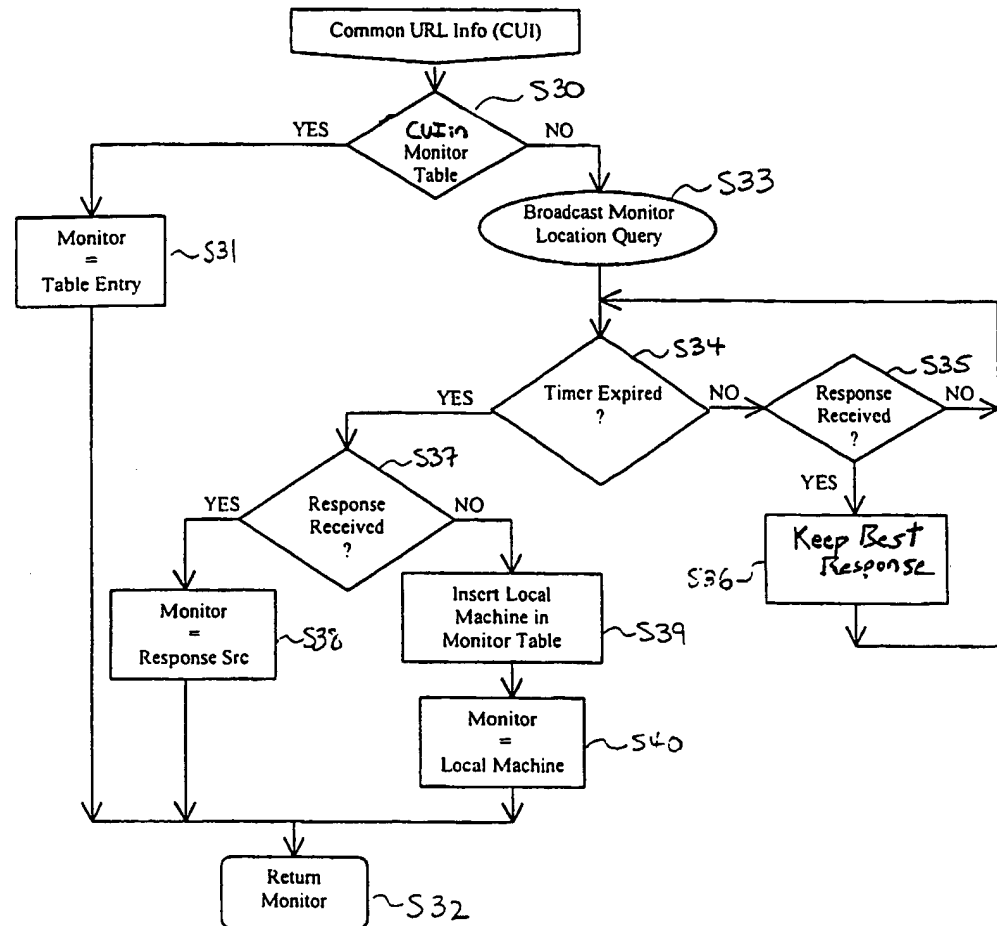 Common URL Info (CUI)
S30
YES
CUI in
Monitor
Table
NO
S33
Broadcast Monitor
Location Query
Monitor
=
Table Entry
S31
S34
Timer Expired
?
YES
NO
S35
Response
Received
?
NO
YES
S37
Response
Received
?
YES
NO
Keep Best
Response
S36
Monitor
=
Response Src
S38
Insert Local
Machine in
Monitor Table
S39
Monitor
=
Local Machine
S40
Return
Monitor
S32